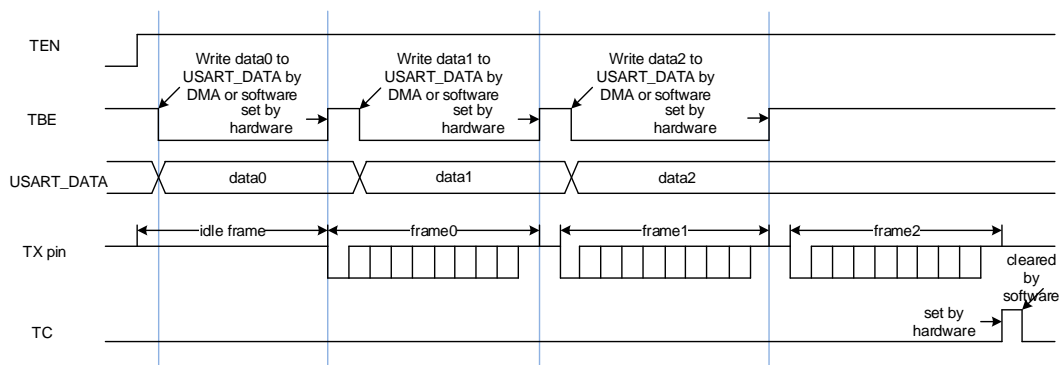 TEN
Write data0 to
USART_DATA by
DMA or software
set by
hardware
Write data1 to
USART_DATA by
DMA or software
set by
hardware
Write data2 to
USART_DATA by
DMA or software
set by
hardware
TBE
USART_DATA
data0
data1
data2
idle frame
frame0
frame1
frame2
TX pin
cleared
by
software
set by
hardware
TC